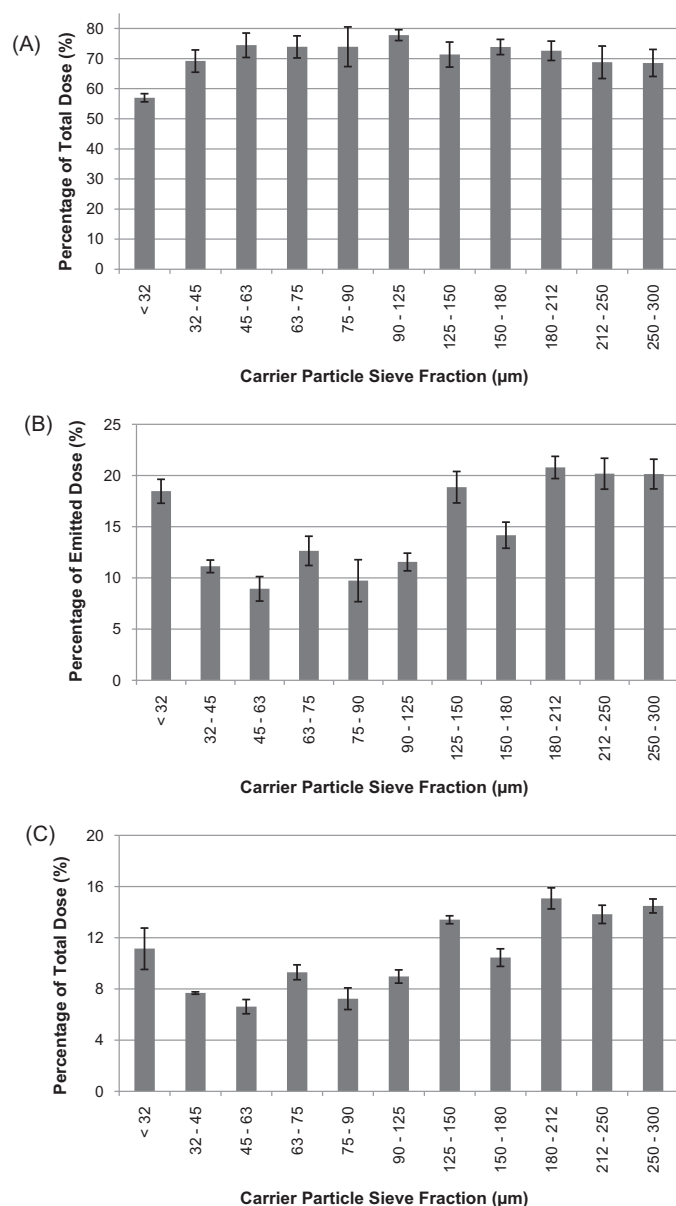 (A)
Percentage of Total Dose (%)
80
70
60
50
40
30
20
10
0
< 32
32 - 45
45 - 63
63 - 75
75 - 90
90 - 125
125 - 150
150 - 180
180 - 212
212 - 250
250 - 300
Carrier Particle Sieve Fraction (µm)
(B)
Percentage of Emitted Dose (%)
25
20
15
10
5
0
< 32
32 - 45
45 - 63
63 - 75
75 - 90
90 - 125
125 - 150
150 - 180
180 - 212
212 - 250
250 - 300
Carrier Particle Sieve Fraction (µm)
(C)
Percentage of Total Dose (%)
20
16
12
8
4
0
< 32
32 - 45
45 - 63
63 - 75
75 - 90
90 - 125
125 - 150
150 - 180
180 - 212
212 - 250
250 - 300
Carrier Particle Sieve Fraction (µm)